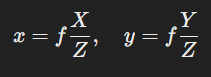 x = f X/Z, y = f Y/Z